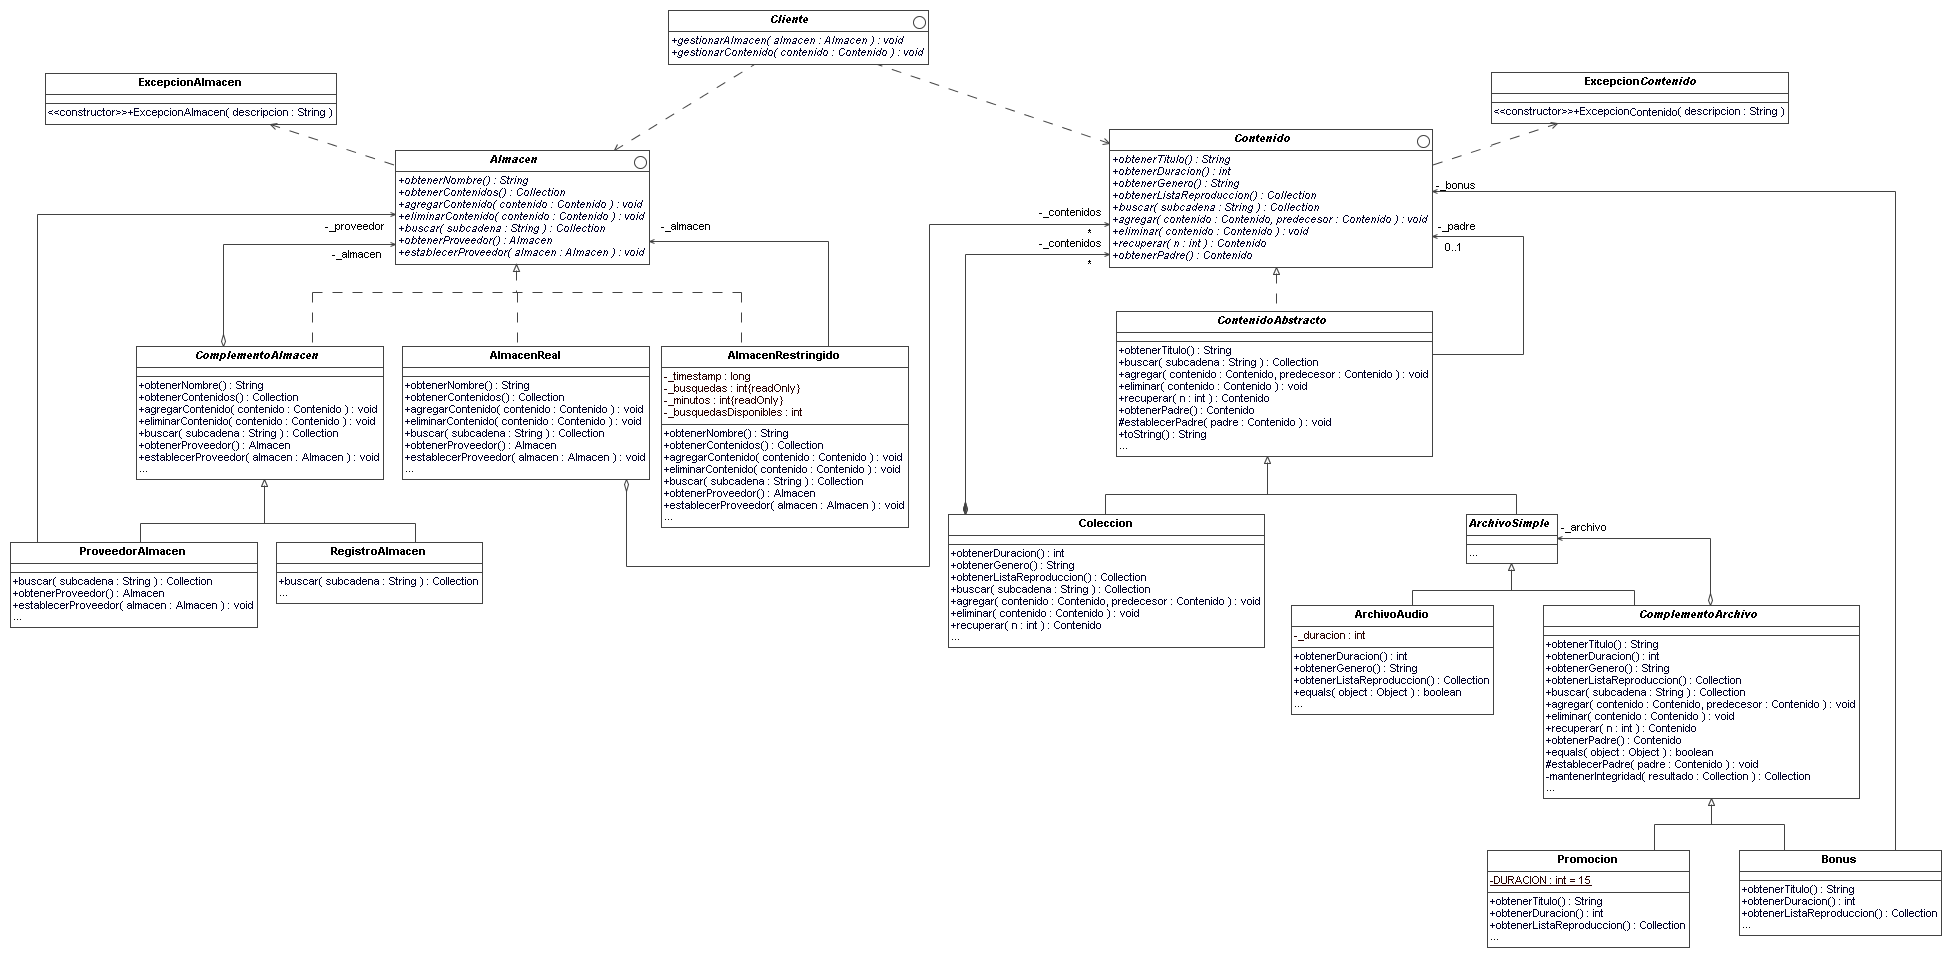 Cliente
+gestionarAlmacen( almacen : Almacen ) : void
+gestionarContenido( contenido : Contenido ) : void
ExcepcionAlmacen
<<constructor>>+ExcepcionAlmacen( descripcion : String )
ExcepcionContenido
<<constructor>>+ExcepcionContenido( descripcion : String )
Almacen
+obtenerNombre() : String
+obtenerContenidos() : Collection
+agregarContenido( contenido : Contenido ) : void
+eliminarContenido( contenido : Contenido ) : void
+buscar( subcadena : String ) : Collection
+obtenerProveedor() : Almacen
+establecerProveedor( almacen : Almacen ) : void
-_proveedor
-_almacen
-_almacen
Contenido
+obtenerTitulo() : String
+obtenerDuracion() : int
+obtenerGenero() : String
+obtenerListaReproduccion() : Collection
+buscar( subcadena : String ) : Collection
+agregar( contenido : Contenido, predecesor : Contenido ) : void
+eliminar( contenido : Contenido ) : void
+recuperar( n : int ) : Contenido
+obtenerPadre() : Contenido
-_contenidos
*
-_contenidos
*
-_bonus
-_padre
0..1
ContenidoAbstracto
+obtenerTitulo() : String
+buscar( subcadena : String ) : Collection
+agregar( contenido : Contenido, predecesor : Contenido ) : void
+eliminar( contenido : Contenido ) : void
+recuperar( n : int ) : Contenido
+obtenerPadre() : Contenido
#establecerPadre( padre : Contenido ) : void
+toString() : String
...
ComplementoAlmacen
+obtenerNombre() : String
+obtenerContenidos() : Collection
+agregarContenido( contenido : Contenido ) : void
+eliminarContenido( contenido : Contenido ) : void
+buscar( subcadena : String ) : Collection
+obtenerProveedor() : Almacen
+establecerProveedor( almacen : Almacen ) : void
...
AlmacenReal
+obtenerNombre() : String
+obtenerContenidos() : Collection
+agregarContenido( contenido : Contenido ) : void
+eliminarContenido( contenido : Contenido ) : void
+buscar( subcadena : String ) : Collection
+obtenerProveedor() : Almacen
+establecerProveedor( almacen : Almacen ) : void
...
AlmacenRestringido
-_timestamp : long
-_busquedas : int{readOnly}
-_minutos : int{readOnly}
-_busquedasDisponibles : int
+obtenerNombre() : String
+obtenerContenidos() : Collection
+agregarContenido( contenido : Contenido ) : void
+eliminarContenido( contenido : Contenido ) : void
+buscar( subcadena : String ) : Collection
+obtenerProveedor() : Almacen
+establecerProveedor( almacen : Almacen ) : void
...
ProveedorAlmacen
+buscar( subcadena : String ) : Collection
+obtenerProveedor() : Almacen
+establecerProveedor( almacen : Almacen ) : void
...
RegistroAlmacen
+buscar( subcadena : String ) : Collection
...
Coleccion
+obtenerDuracion() : int
+obtenerGenero() : String
+obtenerListaReproduccion() : Collection
+buscar( subcadena : String ) : Collection
+agregar( contenido : Contenido, predecesor : Contenido ) : void
+eliminar( contenido : Contenido ) : void
+recuperar( n : int ) : Contenido
...
ArchivoSimple
...
-_archivo
ArchivoAudio
-_duracion : int
+obtenerDuracion() : int
+obtenerGenero() : String
+obtenerListaReproduccion() : Collection
+equals( object : Object ) : boolean
...
ComplementoArchivo
+obtenerTitulo() : String
+obtenerDuracion() : int
+obtenerGenero() : String
+obtenerListaReproduccion() : Collection
+buscar( subcadena : String ) : Collection
+agregar( contenido : Contenido, predecesor : Contenido ) : void
+eliminar( contenido : Contenido ) : void
+recuperar( n : int ) : Contenido
+obtenerPadre() : Contenido
+equals( object : Object ) : boolean
#establecerPadre( padre : Contenido ) : void
-mantenerIntegridad( resultado : Collection ) : Collection
...
Promocion
-DURACION : int = 15
+obtenerTitulo() : String
+obtenerDuracion() : int
+obtenerListaReproduccion() : Collection
...
Bonus
+obtenerTitulo() : String
+obtenerDuracion() : int
+obtenerListaReproduccion() : Collection
...